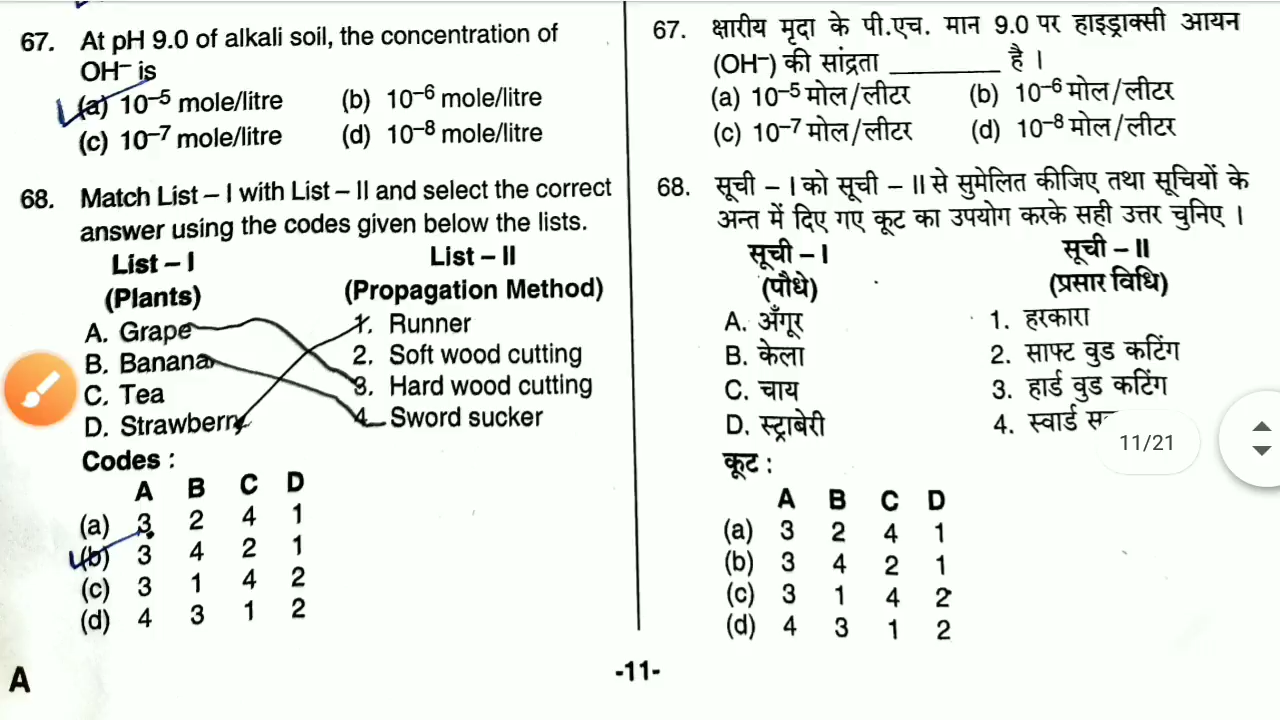 67. At pH 9.0 of alkali soil, the concentration of
OH⁻ is
(a) 10⁻⁵ mole/litre (b) 10⁻⁶ mole/litre
(c) 10⁻⁷ mole/litre (d) 10⁻⁸ mole/litre
68. Match List – I with List – II and select the correct
answer using the codes given below the lists.
List – I List – II
(Plants) (Propagation Method)
A. Grape 1. Runner
B. Banana 2. Soft wood cutting
C. Tea 3. Hard wood cutting
D. Strawberry 4. Sword sucker
Codes :
A B C D
(a) 3 2 4 1
(b) 3 4 2 1
(c) 3 1 4 2
(d) 4 3 1 2
A
67. क्षारीय मृदा के पी.एच. मान 9.0 पर हाइड्राक्सी आयन
(OH⁻) की सांद्रता ________ है ।
(a) 10⁻⁵ मोल/लीटर (b) 10⁻⁶ मोल/लीटर
(c) 10⁻⁷ मोल/लीटर (d) 10⁻⁸ मोल/लीटर
68. सूची – I को सूची – II से सुमेलित कीजिए तथा सूचियों के
अन्त में दिए गए कूट का उपयोग करके सही उत्तर चुनिए ।
सूची – I सूची – II
(पौधे) (प्रसार विधि)
A. अँगूर 1. हरकारा
B. केला 2. साफ्ट वुड कटिंग
C. चाय 3. हार्ड वुड कटिंग
D. स्ट्राबेरी 4. स्वार्ड
11/21
कूट :
A B C D
(a) 3 2 4 1
(b) 3 4 2 1
(c) 3 1 4 2
(d) 4 3 1 2
-11-